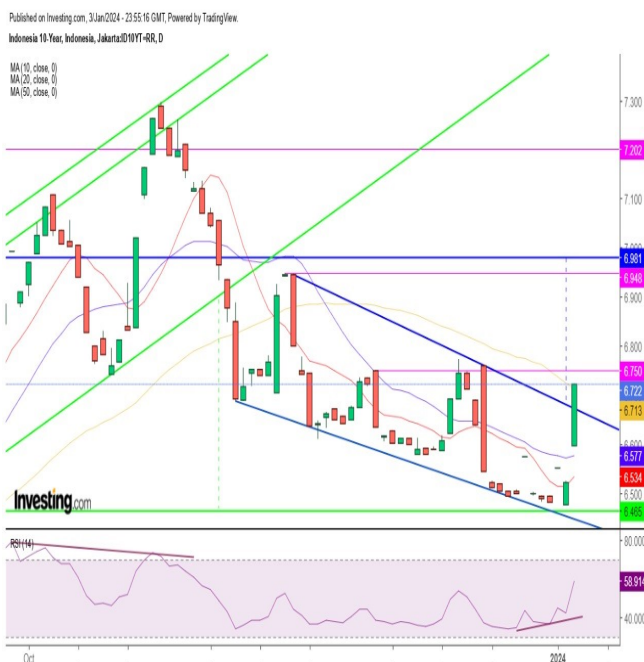 Published on Investing.com, 3/Jan/2024 - 23:55:16 GMT, Powered by TradingView.
Indonesia 10-Year, Indonesia, Jakarta:ID10YT=RR, D
MA (10, close, 0)
MA (20, close, 0)
MA (50, close, 0)
7.300
7.202
7.100
7.000
6.981
6.948
6.900
6.800
6.750
6.722
6.713
6.600
6.577
6.534
6.500
6.465
Investing.com
RSI (14)
80.000
58.914
40.000
Oct
2024